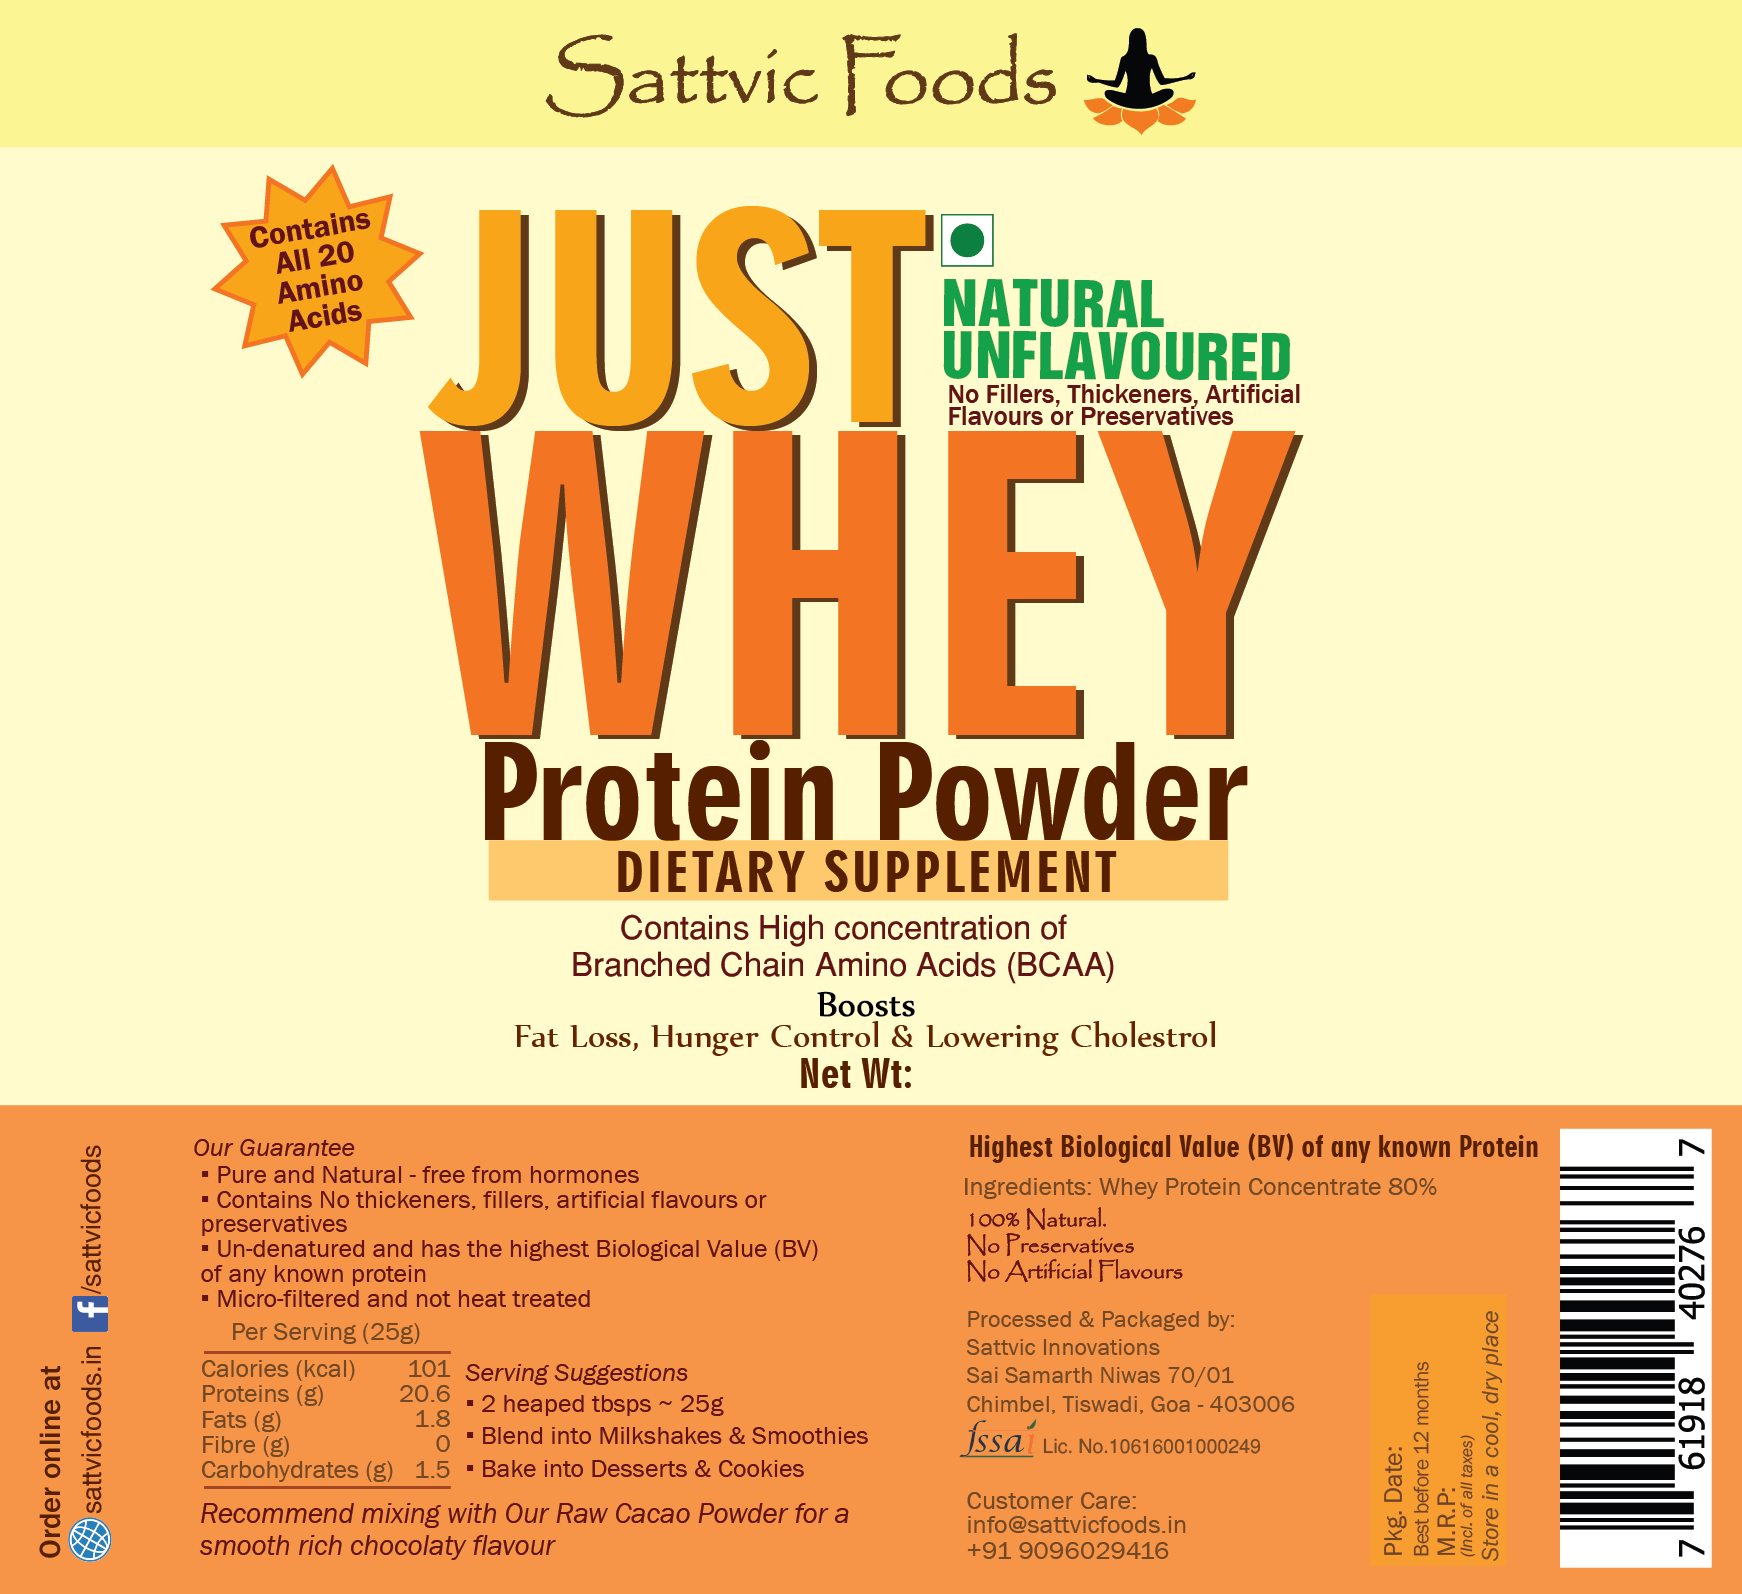 Sattvic Foods
Contains
All 20
Amino
Acids
JUST
NATURAL
UNFLAVOURED
No Fillers, Thickeners, Artificial
Flavours or Preservatives
WHEY
Protein Powder
DIETARY SUPPLEMENT
Contains High concentration of
Branched Chain Amino Acids (BCAA)
Boosts
Fat Loss, Hunger Control & Lowering Cholestrol
Net Wt:
Order online at
sattvicfoods.in f/sattvicfoods
Our Guarantee
▪ Pure and Natural - free from hormones
▪ Contains No thickeners, fillers, artificial flavours or
preservatives
▪ Un-denatured and has the highest Biological Value (BV)
of any known protein
▪ Micro-filtered and not heat treated
Per Serving (25g)
Calories (kcal) 101
Proteins (g) 20.6
Fats (g) 1.8
Fibre (g) 0
Carbohydrates (g) 1.5
Serving Suggestions
▪ 2 heaped tbsps ~ 25g
▪ Blend into Milkshakes & Smoothies
▪ Bake into Desserts & Cookies
Recommend mixing with Our Raw Cacao Powder for a
smooth rich chocolaty flavour
Highest Biological Value (BV) of any known Protein
Ingredients: Whey Protein Concentrate 80%
100% Natural.
No Preservatives
No Artificial Flavours
Processed & Packaged by:
Sattvic Innovations
Sai Samarth Niwas 70/01
Chimbel, Tiswadi, Goa - 403006
fssai Lic. No.10616001000249
Customer Care:
info@sattvicfoods.in
+91 9096029416
Pkg. Date:
Best before 12 months
M.R.P:
(Incl. of all taxes)
Store in a cool, dry place
7 61918 40276 7